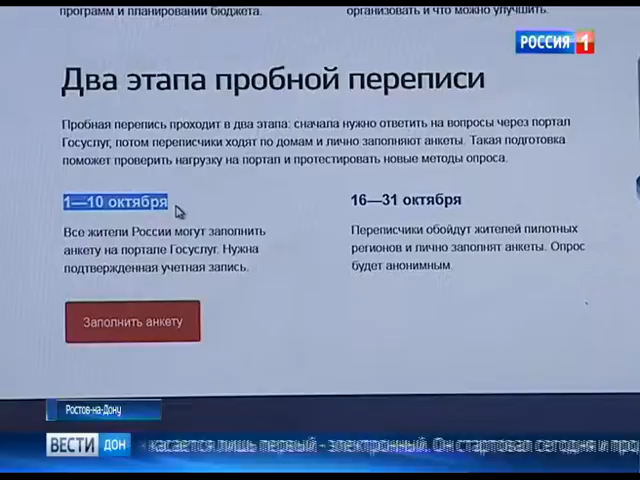 программ и планировании бюджета.
организовать и что можно улучшить.
РОССИЯ 1
Два этапа пробной переписи
Пробная перепись проходит в два этапа: сначала нужно ответить на вопросы через портал
Госуслуг, потом переписчики ходят по домам и лично заполняют анкеты. Такая подготовка
поможет проверить нагрузку на портал и протестировать новые методы опроса.
1—10 октября
Все жители России могут заполнить
анкету на портале Госуслуг. Нужна
подтвержденная учетная запись.
Заполнить анкету
16—31 октября
Переписчики обойдут жителей пилотных
регионов и лично заполнят анкеты. Опрос
будет анонимным.
Ростов-на-Дону
ВЕСТИ ДОН касается лишь первый - электронный. Он стартовал сегодня и про